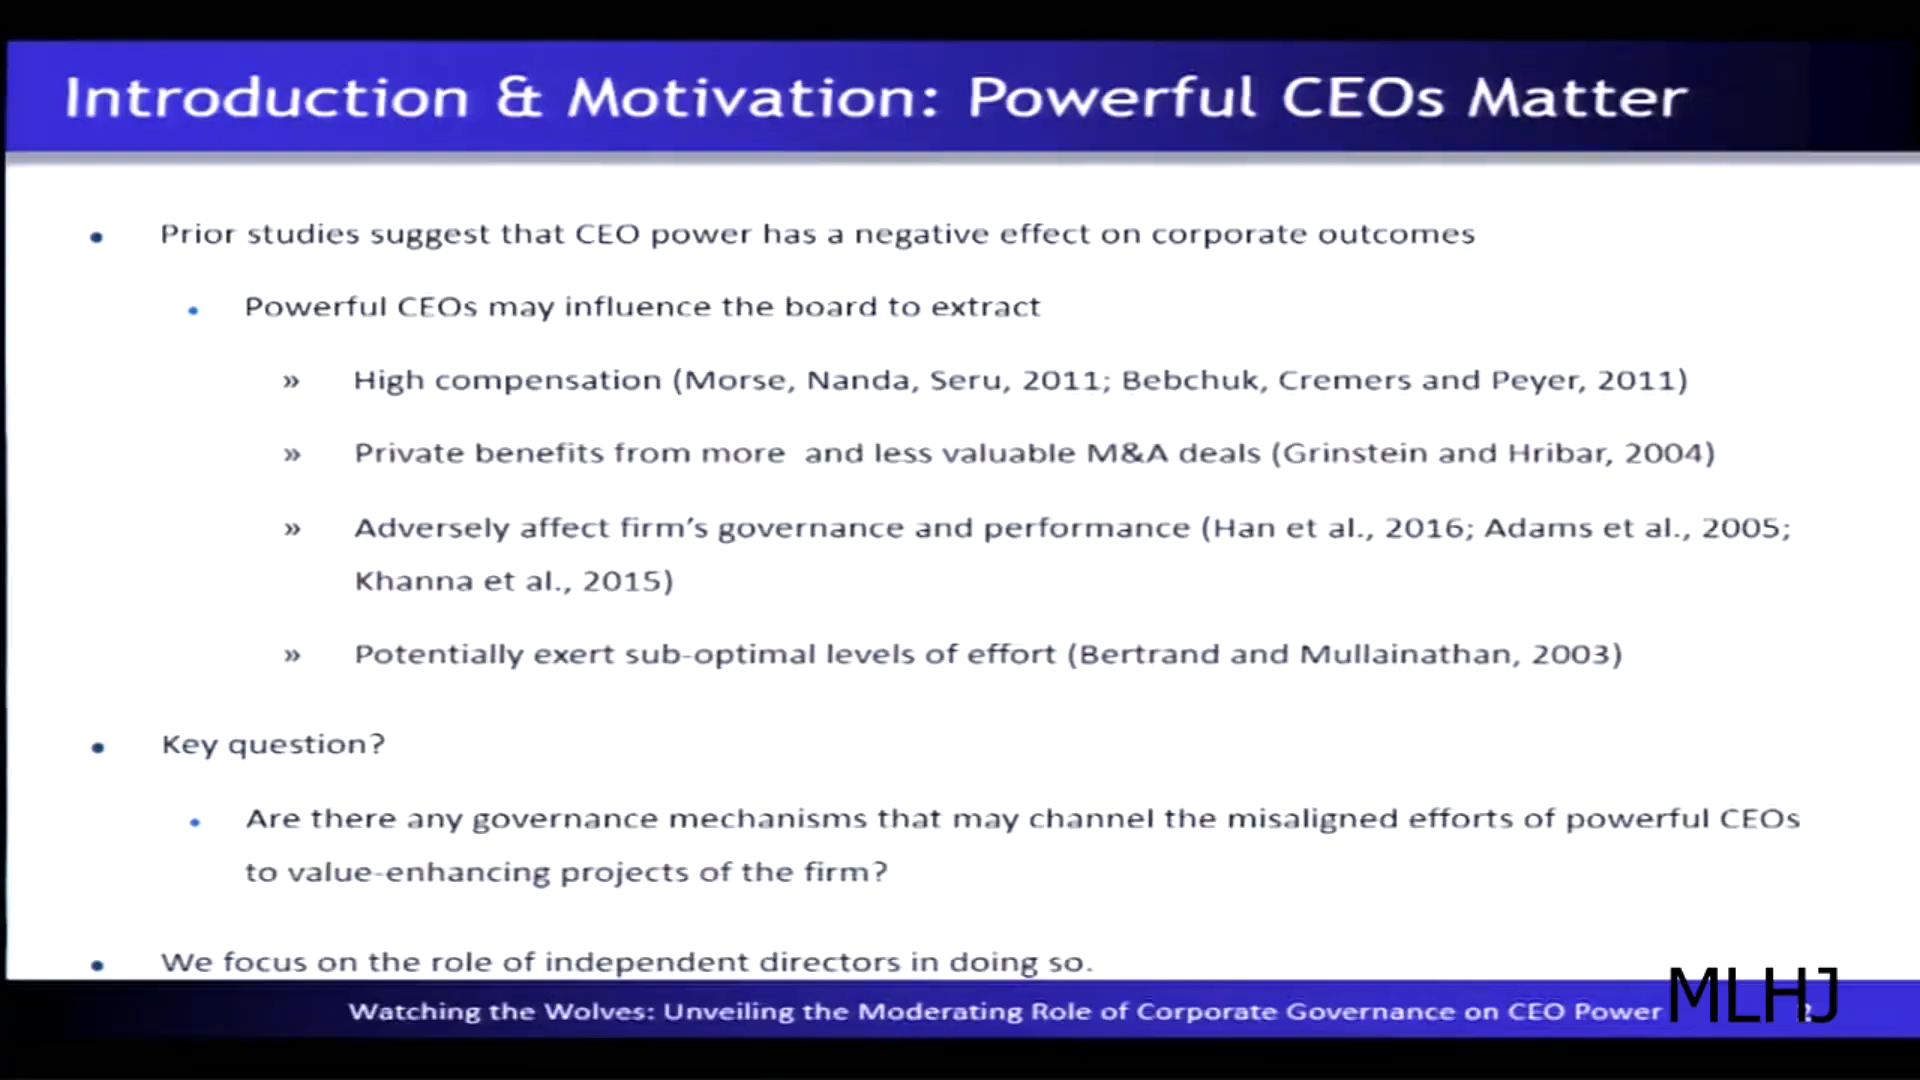 Introduction & Motivation: Powerful CEOs Matter
• Prior studies suggest that CEO power has a negative effect on corporate outcomes
• Powerful CEOs may influence the board to extract
» High compensation (Morse, Nanda, Seru, 2011; Bebchuk, Cremers and Peyer, 2011)
» Private benefits from more and less valuable M&A deals (Grinstein and Hribar, 2004)
» Adversely affect firm's governance and performance (Han et al., 2016; Adams et al., 2005;
Khanna et al., 2015)
» Potentially exert sub-optimal levels of effort (Bertrand and Mullainathan, 2003)
• Key question?
• Are there any governance mechanisms that may channel the misaligned efforts of powerful CEOs
to value-enhancing projects of the firm?
• We focus on the role of independent directors in doing so.
Watching the Wolves: Unveiling the Moderating Role of Corporate Governance on CEO Power
MLHJ
2